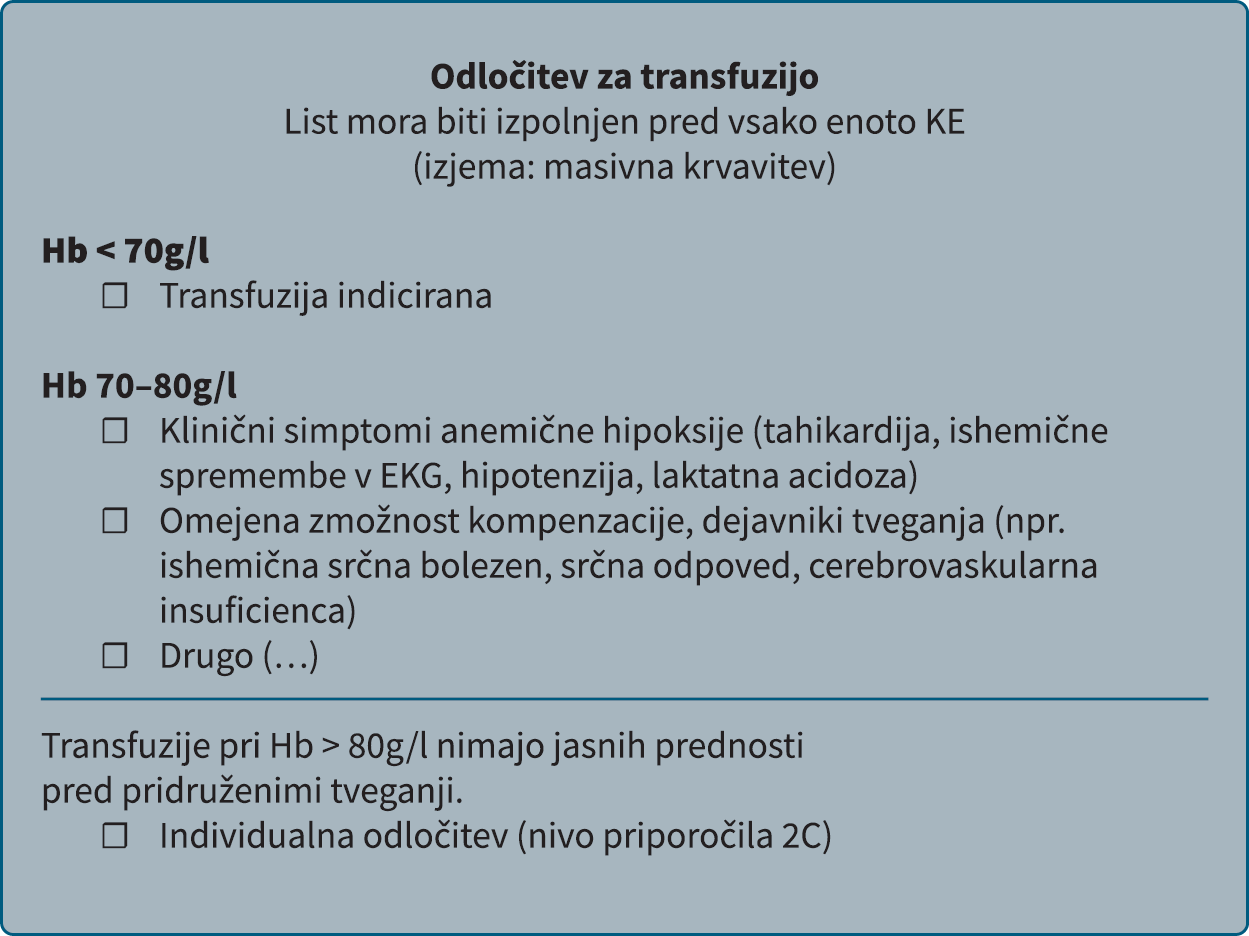 Odločitev za transfuzijo
List mora biti izpolnjen pred vsako enoto KE
(izjema: masivna krvavitev)
Hb < 70g/l
☐ Transfuzija indicirana
Hb 70–80g/l
☐ Klinični simptomi anemične hipoksije (tahikardija, ishemične
spremembe v EKG, hipotenzija, laktatna acidoza)
☐ Omejena zmožnost kompenzacije, dejavniki tveganja (npr.
ishemična srčna bolezen, srčna odpoved, cerebrovaskularna
insuficienca)
☐ Drugo (…)
Transfuzije pri Hb > 80g/l nimajo jasnih prednosti
pred pridruženimi tveganji.
☐ Individualna odločitev (nivo priporočila 2C)